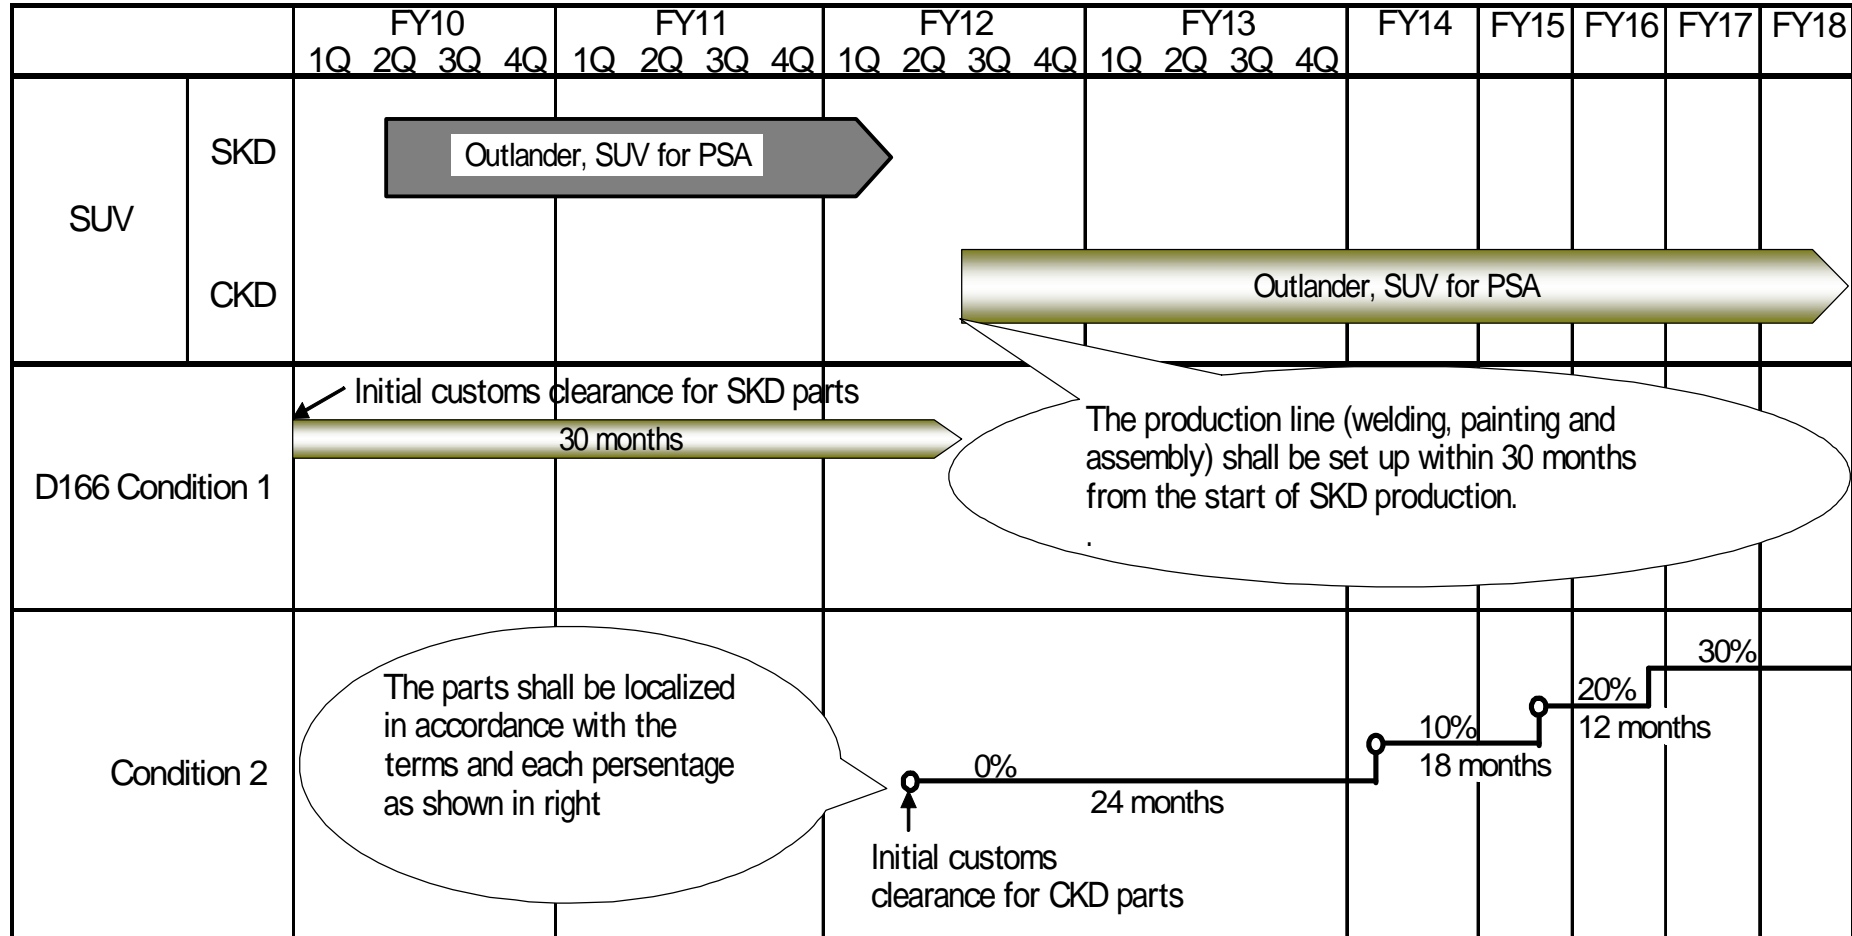 FY10 FY11 FY12 FY13 FY14 FY15 FY16 FY17 FY18
1Q 2Q 3Q 4Q 1Q 2Q 3Q 4Q 1Q 2Q 3Q 4Q 1Q 2Q 3Q 4Q
SUV
SKD
Outlander, SUV for PSA
CKD
Outlander, SUV for PSA
D166 Condition 1
Initial customs clearance for SKD parts
30 months
The production line (welding, painting and
assembly) shall be set up within 30 months
from the start of SKD production.
.
Condition 2
The parts shall be localized
in accordance with the
terms and each persentage
as shown in right
0%
24 months
Initial customs
clearance for CKD parts
10%
18 months
20%
12 months
30%